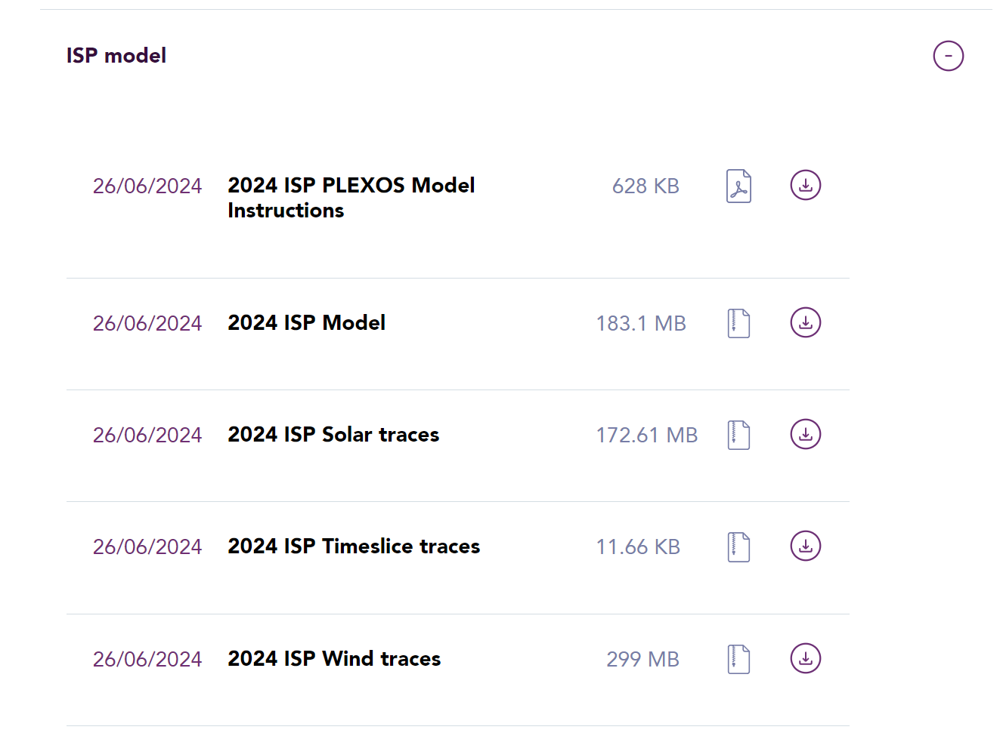 ISP model
26/06/2024 2024 ISP PLEXOS Model 628 KB
Instructions
26/06/2024 2024 ISP Model 183.1 MB
26/06/2024 2024 ISP Solar traces 172.61 MB
26/06/2024 2024 ISP Timeslice traces 11.66 KB
26/06/2024 2024 ISP Wind traces 299 MB